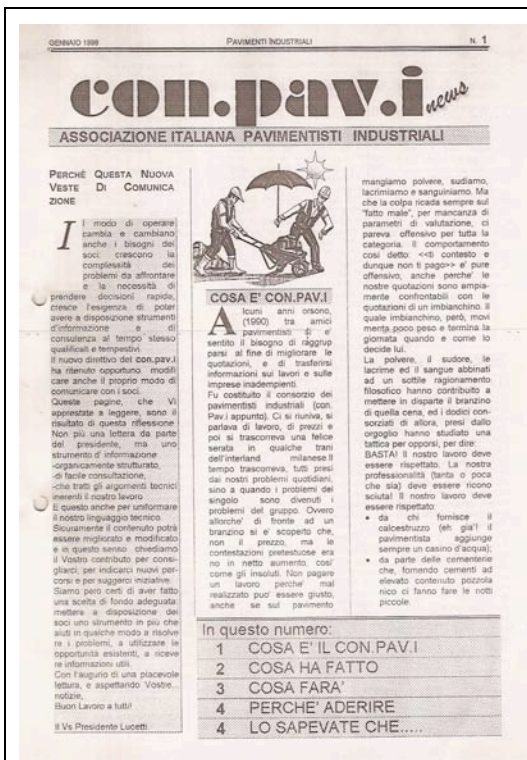 GENNAIO 1998
PAVIMENTI INDUSTRIALI
N. 1
con.pav.i news
ASSOCIAZIONE ITALIANA PAVIMENTISTI INDUSTRIALI
PERCHÈ QUESTA NUOVA
VESTE DI COMUNICA
ZIONE
Il modo di operare
cambia e cambiano
anche i bisogni dei
soci: crescono la
complessità dei
problemi da affrontare
e la necessità di
prendere decisioni rapide,
cresce l'esigenza di poter
avere a disposizione strumenti
d'informazione e di
consulenza al tempo stesso
qualificati e tempestivi.
Il nuovo direttivo del con.pav.i
ha ritenuto opportuno modifi
care anche il proprio modo di
comunicare con i soci.
Queste pagine, che Vi
apprestate a leggere, sono il
risultato di questa riflessione
Non più una lettera da parte
del presidente, ma uno
strumento d'informazione
-organicamente strutturato,
-di facile consultazione,
-che tratti gli argomenti tecnici
inerenti il nostro lavoro
E questo anche per uniformare
il nostro linguaggio tecnico.
Sicuramente il contenuto potrà
essere migliorato e modificato
e in questo senso chiediamo
il Vostro contributo per consi-
gliarci, per indicarci nuovi per-
corsi e per suggerirci iniziative.
Siamo però certi di aver fatto
una scelta di fondo adeguata:
mettere a disposizione dei
soci uno strumento in più che
aiuti in qualche modo a risolve
re i problemi, a utilizzare le
opportunità esistenti, a riceve
re informazioni utili.
Con l'augurio di una piacevole
lettura, e aspettando Vostre...
notizie,
Buon Lavoro a tutti!
Il Vs Presidente Lucetti.
COSA E' CON.PAV.I
Alcuni anni orsono,
(1990) tra amici
pavimentisti si e'
sentito il bisogno di raggrup
parsi al fine di migliorare le
quotazioni, e di trasferirsi
informazioni sui lavori e sulle
imprese inadempienti.
Fu costituito il consorzio dei
pavimentisti industriali (con.
Pav.i appunto). Ci si riuniva, si
parlava di lavoro, di prezzi e
poi si trascorreva una felice
serata in qualche trani
dell'interland milanese.Il
tempo trascorreva, tutti presi
dai nostri problemi quotidiani,
sino a quando i problemi del
singolo sono divenuti i
problemi del gruppo. Ovvero
allorche' di fronte ad un
branzino si e' scoperto che,
non il prezzo, ma le
contestazioni pretestuose era
no in netto aumento, cosi'
come gli insoluti. Non pagare
un lavoro perche' mal
realizzato puo' essere giusto,
anche se sul pavimento
mangiamo polvere, sudiamo,
lacrimiamo e sanguiniamo. Ma
che la colpa ricada sempre sul
"fatto male", per mancanza di
parametri di valutazione, ci
pareva offensivo per tutta la
categoria. Il comportamento
cosi detto: <<ti contesto e
dunque non ti pago>> e' pure
offensivo, anche perche' le
nostre quotazioni sono ampia-
mente confrontabili con le
quotazioni di un imbianchino. Il
quale imbianchino, però, movi
menta poco peso e termina la
giornata quando e come lo
decide lui.
La polvere, il sudore, le
lacrime ed il sangue abbinati
ad un sottile ragionamento
filosofico hanno contribuito a
mettere in disparte il branzino
di quella cena, ed i dodici con-
sorziati di allora, presi dallo
orgoglio hanno studiato una
tattica per opporsi, per dire:
BASTA! Il nostro lavoro deve
essere rispettato. La nostra
professionalità (tanta o poca
che sia) deve essere ricono
sciuta! Il nostro lavoro deve
essere rispettato:
• da chi fornisce il
calcestruzzo (eh gia'! il
pavimentista aggiunge
sempre un casino d'acqua);
• da parte delle cementerie
che, fornendo cementi ad
elevato contenuto pozzola
nico ci fanno fare le notti
piccole.
In questo numero:
1 COSA E' IL CON.PAV.I
2 COSA HA FATTO
3 COSA FARA'
4 PERCHE' ADERIRE
4 LO SAPEVATE CHE.....